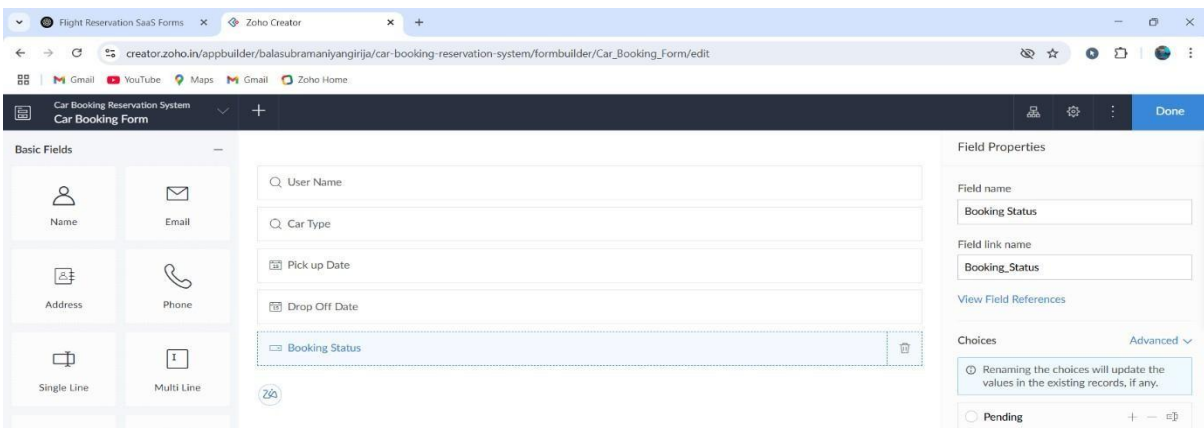 Flight Reservation SaaS Forms
Zoho Creator
creator.zoho.in/appbuilder/balasubramaniyangirija/car-booking-reservation-system/formbuilder/Car_Booking_Form/edit
Gmail YouTube Maps Gmail Zoho Home
Car Booking Reservation System
Car Booking Form
Done
Basic Fields
Name
Email
Address
Phone
Single Line
Multi Line
User Name
Car Type
Pick up Date
Drop Off Date
Booking Status
Field Properties
Field name
Booking Status
Field link name
Booking_Status
View Field References
Choices Advanced
Renaming the choices will update the
values in the existing records, if any.
Pending